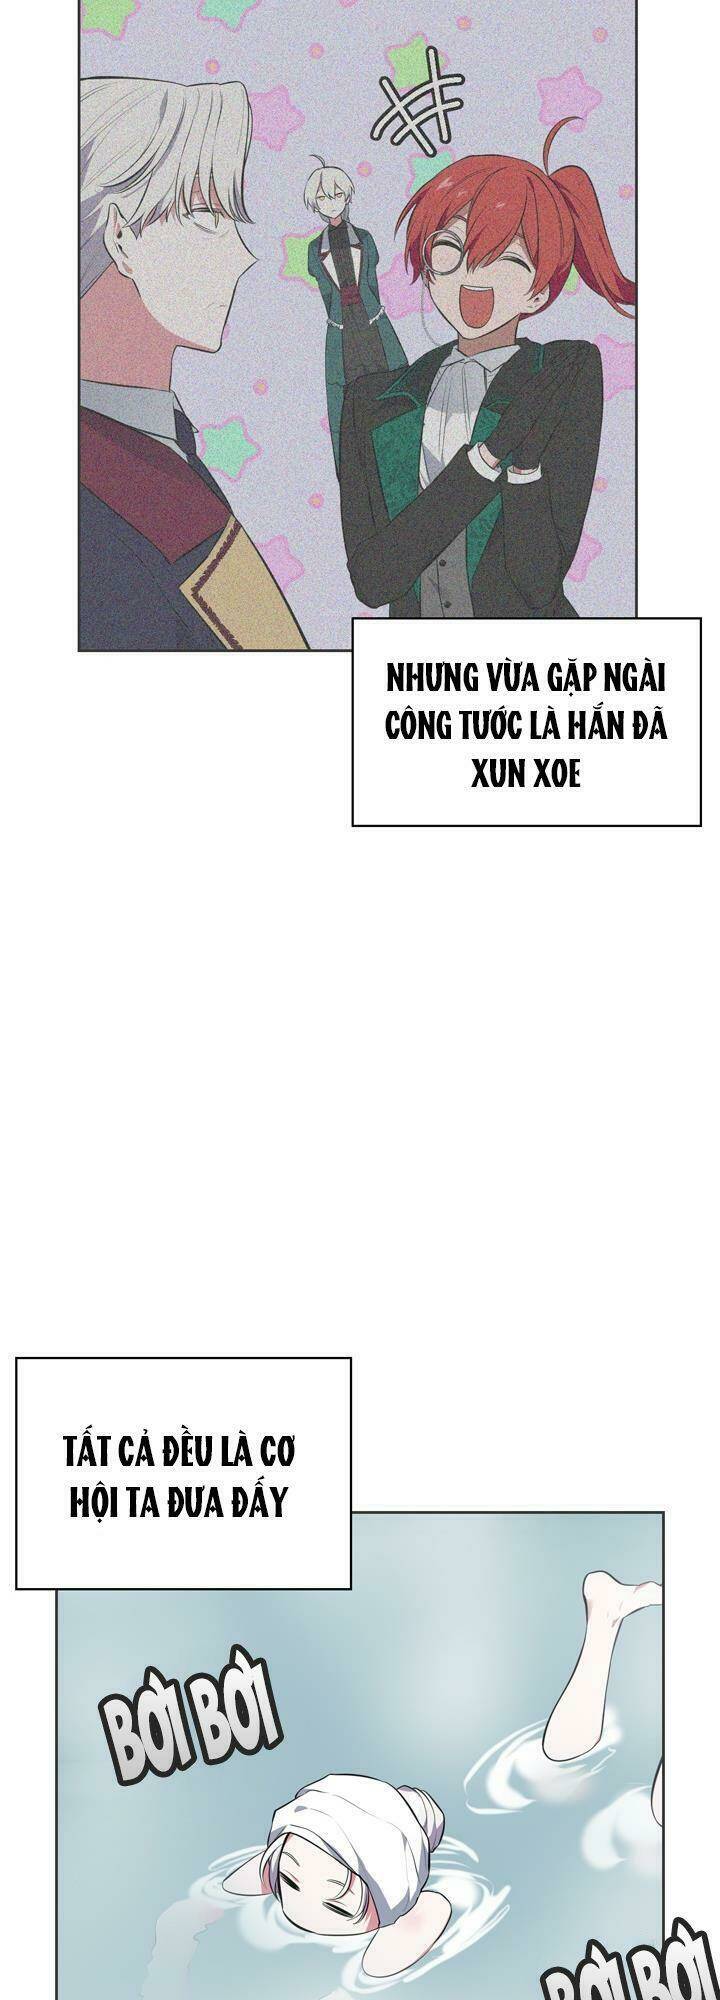 NHƯNG VỪA GẶP NGÀI
CÔNG TƯỚC LÀ HẮN ĐÃ
XUN XOE
TẤT CẢ ĐỀU LÀ CƠ
HỘI TA ĐƯA ĐẤY
BƠI BƠI
BƠI BƠI